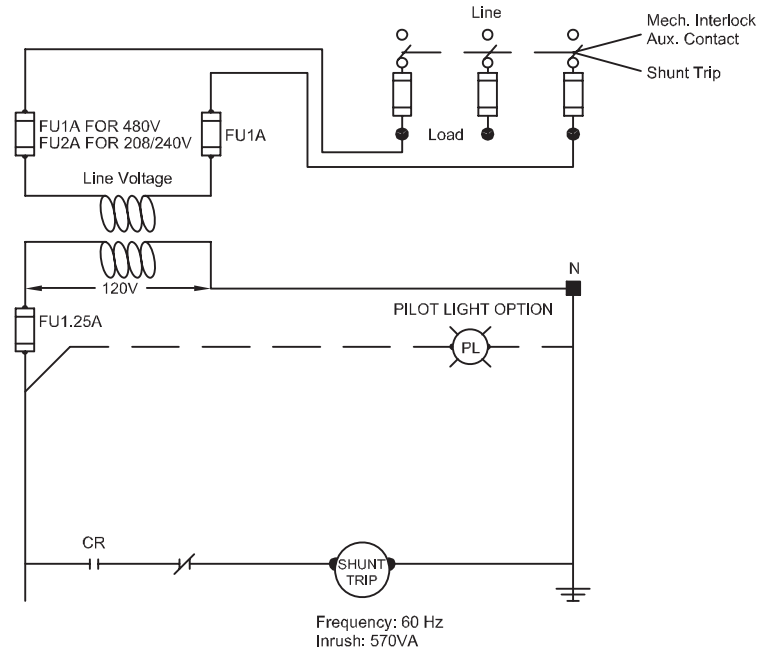 Line
Mech. Interlock
Aux. Contact
Shunt Trip
FU1A FOR 480V
FU2A FOR 208/240V
FU1A
Load
Line Voltage
120V
N
FU1.25A
PILOT LIGHT OPTION
PL
CR
SHUNT
TRIP
Frequency: 60 Hz
Inrush: 570VA